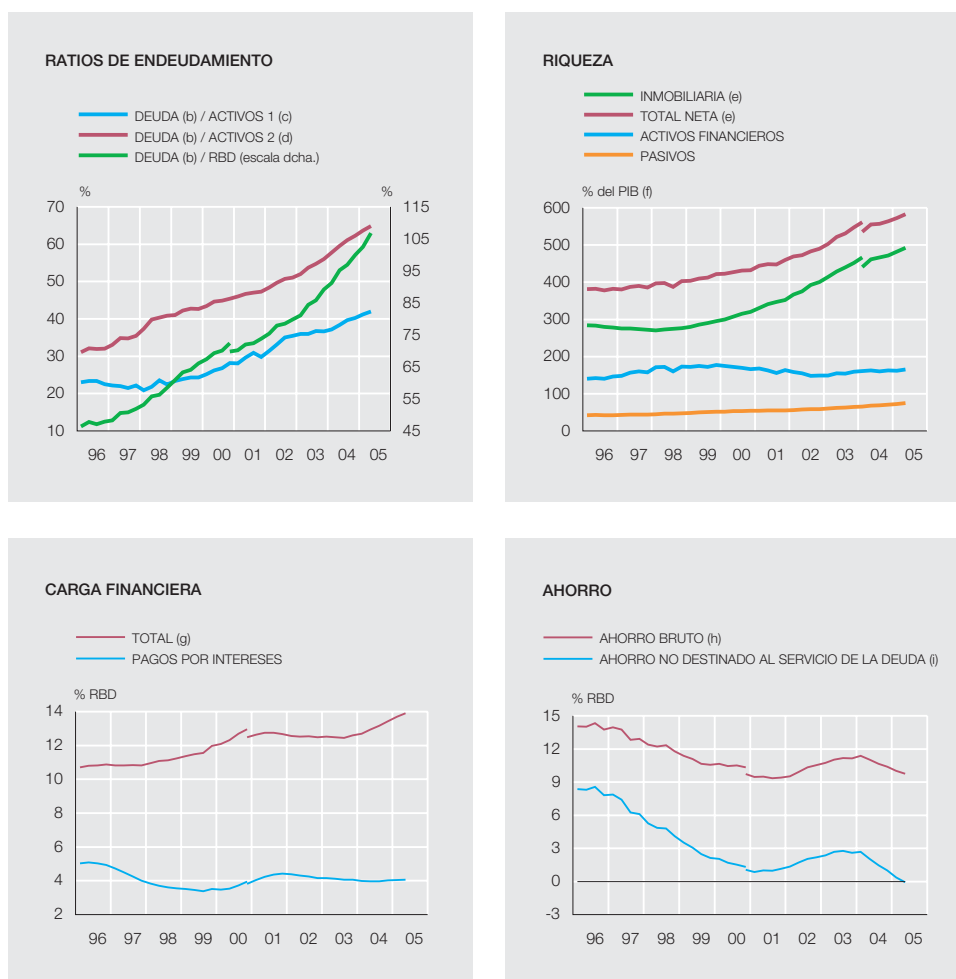 RATIOS DE ENDEUDAMIENTO
DEUDA (b) / ACTIVOS 1 (c)
DEUDA (b) / ACTIVOS 2 (d)
DEUDA (b) / RBD (escala dcha.)
% %
70 115
60 105
50 95
40 85
30 75
20 65
10 55
45
96 97 98 99 00 01 02 03 04 05
RIQUEZA
INMOBILIARIA (e)
TOTAL NETA (e)
ACTIVOS FINANCIEROS
PASIVOS
% del PIB (f)
600
500
400
300
200
100
0
96 97 98 99 00 01 02 03 04 05
CARGA FINANCIERA
TOTAL (g)
PAGOS POR INTERESES
% RBD
14
12
10
8
6
4
2
96 97 98 99 00 01 02 03 04 05
AHORRO
AHORRO BRUTO (h)
AHORRO NO DESTINADO AL SERVICIO DE LA DEUDA (i)
% RBD
15
12
9
6
3
0
-3
96 97 98 99 00 01 02 03 04 05